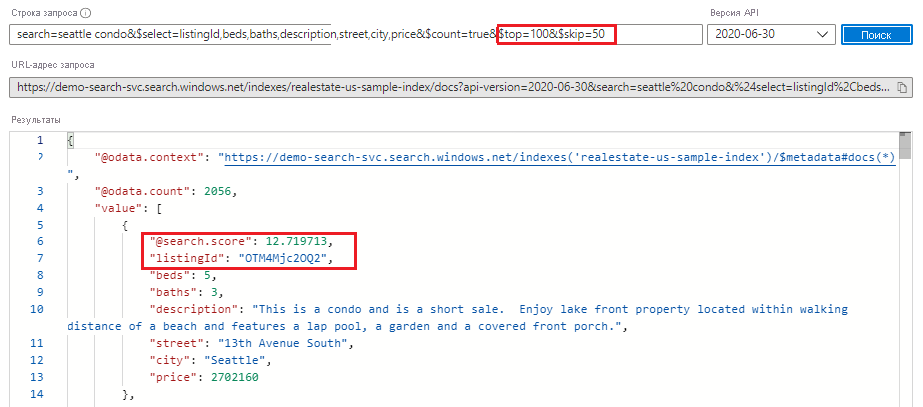 Строка запроса
Версия API
search=seattle condo&$select=listingId,beds,baths,description,street,city,price&$count=true&$top=100&$skip=50
2020-06-30
Поиск
URL-адрес запроса
https://demo-search-svc.search.windows.net/indexes/realestate-us-sample-index/docs?api-version=2020-06-30&search=seattle%20condo&%24select=listingId%2Cbeds...
Результаты
1 {
2 "@odata.context": "https://demo-search-svc.search.windows.net/indexes('realestate-us-sample-index')/$metadata#docs(*)
",
3 "@odata.count": 2056,
4 "value": [
5 {
6 "@search.score": 12.719713,
7 "listingId": "OTM4Mjc2OQ2",
8 "beds": 5,
9 "baths": 3,
10 "description": "This is a condo and is a short sale.  Enjoy lake front property located within walking
distance of a beach and features a lap pool, a garden and a covered front porch.",
11 "street": "13th Avenue South",
12 "city": "Seattle",
13 "price": 2702160
14 },